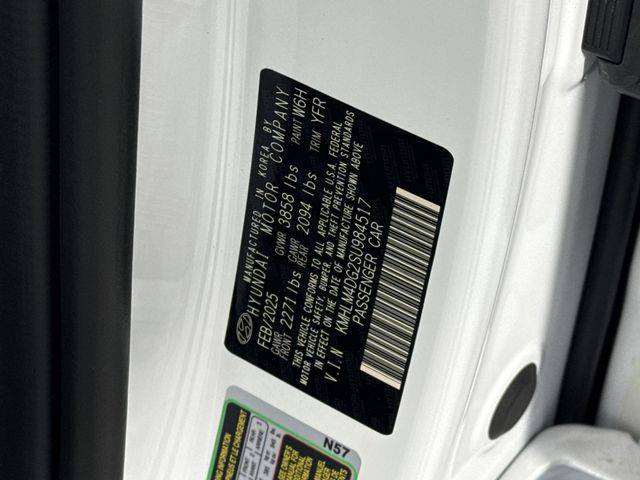 MANUFACTURED IN KOREA BY
HYUNDAI MOTOR COMPANY
FEB/2025 GVWR 3858 lbs PAINT W6H
GAWR FRONT 2271 lbs GAWR REAR 2094 lbs TRIM YFR
THIS VEHICLE CONFORMS TO ALL APPLICABLE U.S.A. FEDERAL
MOTOR VEHICLE SAFETY, BUMPER, AND THEFT PREVENTION STANDARDS
IN EFFECT ON THE DATE OF MANUFACTURE SHOWN ABOVE
V.I.N KMHLM4DG2SU984517
PASSENGER CAR
N57